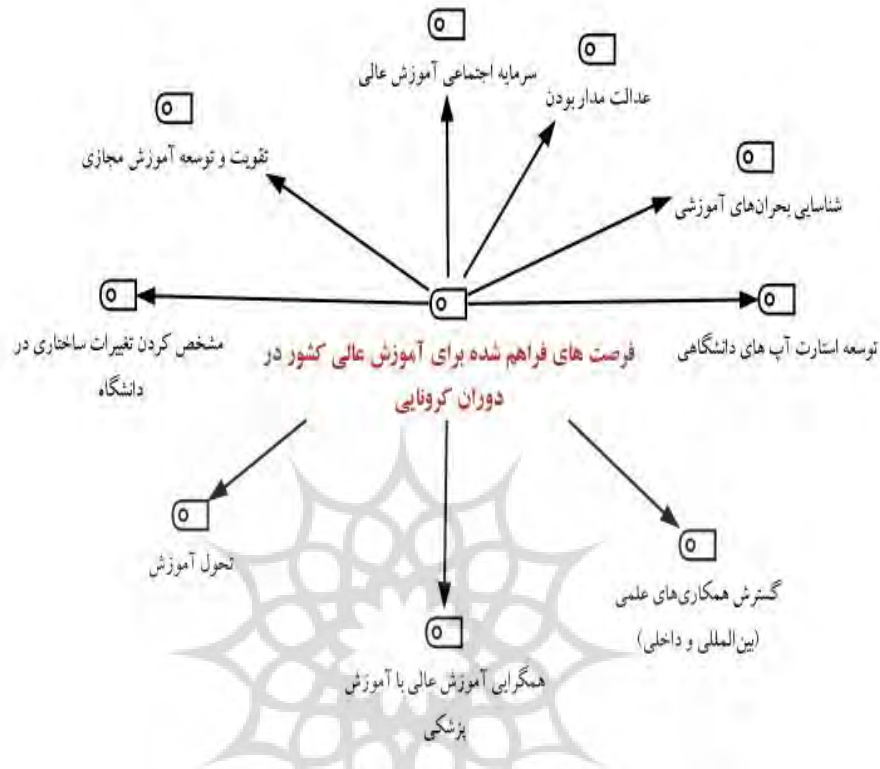 سرمایه اجتماعی آموزش عالی
عدالت مدار بودن
تقویت و توسعه آموزش مجازی
شناسایی بحران‌های آموزشی
توسعه استارت آپ های دانشگاهی
فرصت های فراهم شده برای آموزش عالی کشور در
دوران کرونایی
مشخص کردن تغییرات ساختاری در
دانشگاه
تحول آموزش
گسترش همکاری‌های علمی
(بین‌المللی و داخلی)
همگرایی آموزش عالی با آموزش
پزشکی